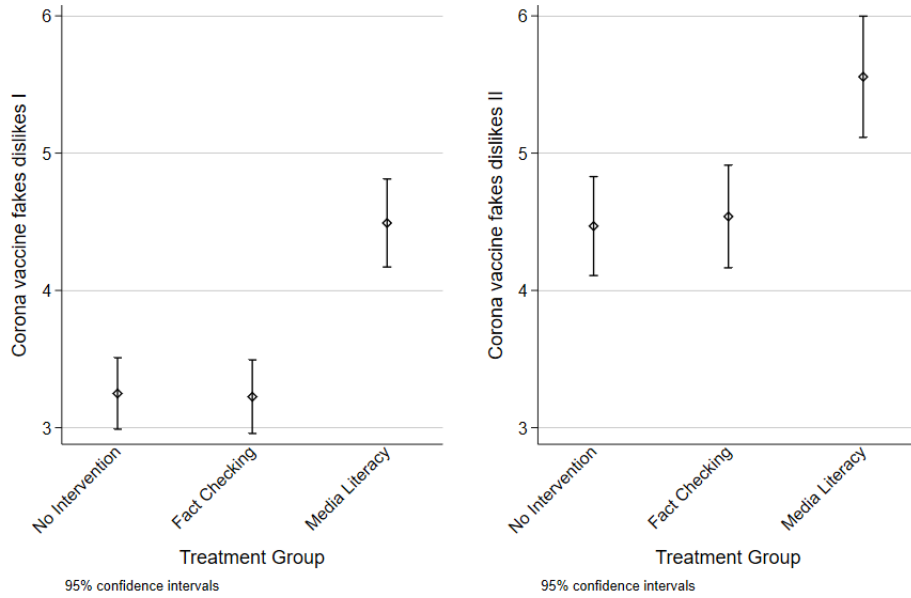 Corona vaccine fakes dislikes I
6
5
4
3
No Intervention
Fact Checking
Media Literacy
Treatment Group
95% confidence intervals
Corona vaccine fakes dislikes II
6
5
4
3
No Intervention
Fact Checking
Media Literacy
Treatment Group
95% confidence intervals